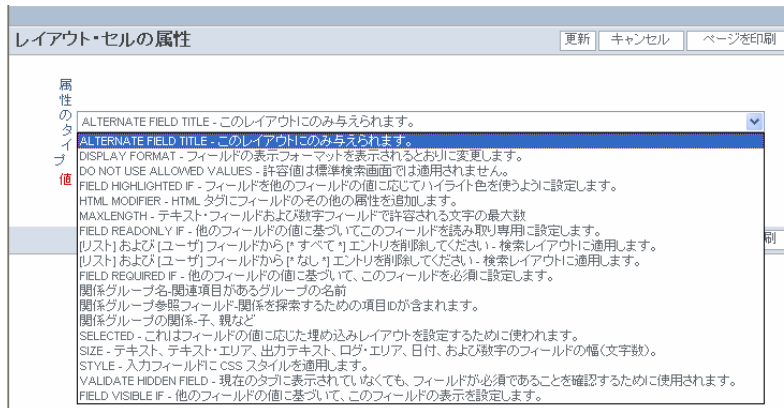 レイアウト・セルの属性
更新 キャンセル ページを印刷
属性のタイプ
ALTERNATE FIELD TITLE - このレイアウトにのみ与えられます。
ALTERNATE FIELD TITLE - このレイアウトにのみ与えられます。
DISPLAY FORMAT - フィールドの表示フォーマットを表示されるとおりに変更します。
DO NOT USE ALLOWED VALUES - 許容値は標準検索画面では適用されません。
FIELD HIGHLIGHTED IF - フィールドを他のフィールドの値に応じてハイライト色を使うように設定します。
HTML MODIFIER - HTML タグにフィールドのその他の属性を追加します。
MAXLENGTH - テキスト・フィールドおよび数字フィールドで許容される文字の最大数
FIELD READONLY IF - 他のフィールドの値に基づいてこのフィールドを読み取り専用に設定します。
[リスト] および [ユーザ] フィールドから [* すべて *] エントリを削除してください - 検索レイアウトに適用します。
[リスト] および [ユーザ] フィールドから [* なし *] エントリを削除してください - 検索レイアウトに適用します。
FIELD REQUIRED IF - 他のフィールドの値に基づいて、このフィールドを必須に設定します。
関係グループ名-関連項目があるグループの名前
関係グループ参照フィールド-関係を探索するための項目IDが含まれます。
関係グループの関係-子、親など
SELECTED - これはフィールドの値に応じた埋め込みレイアウトを設定するために使われます。
SIZE - テキスト、テキスト・エリア、出力テキスト、ログ・エリア、日付、および数字のフィールドの幅(文字数)。
STYLE - 入力フィールドに CSS スタイルを適用します。
VALIDATE HIDDEN FIELD - 現在のタブに表示されていなくても、フィールドが必須であることを確認するために使用されます。
FIELD VISIBLE IF - 他のフィールドの値に基づいて、このフィールドの表示を設定します。
値
刷